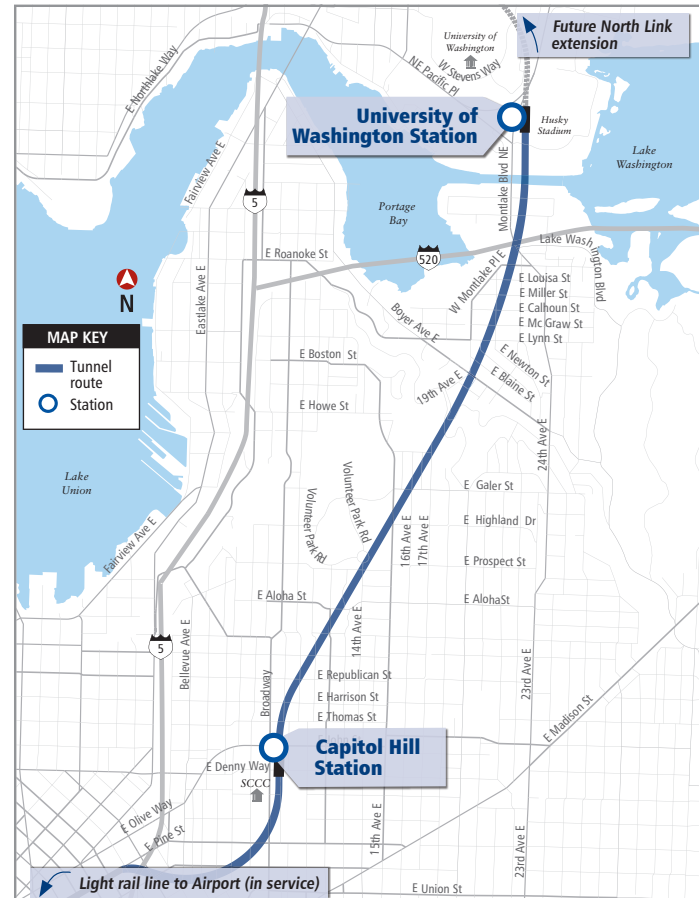 Future North Link
extension
University of
Washington
E Northlake Way
W Stevens Way
NE Pacific Pl
University of
Washington Station
Husky
Stadium
Lake
Washington
Fairview Ave E
Montlake Blvd NE
5
Portage
Bay
E Roanoke St
520
Lake Washington Blvd
N
Eastlake Ave E
W Montlake Pl E
E Louisa St
E Miller St
E Calhoun St
E Mc Graw St
E Lynn St
Boyer Ave E
MAP KEY
Tunnel
route
Station
E Boston St
E Newton St
E Blaine St
19th Ave E
E Howe St
24th Ave E
Lake
Union
Volunteer Park Rd
Volunteer Park Rd
E Galer St
16th Ave E
17th Ave E
E Highland Dr
Fairview Ave E
E Prospect St
E Aloha St
E AlohaSt
14th Ave E
5
Bellevue Ave E
Broadway
23rd Ave E
E Republican St
E Harrison St
E Thomas St
E Madison St
Capitol Hill
Station
E Denny Way
SCCC
E Olive Way
E Pine St
15th Ave E
23rd Ave E
Light rail line to Airport (in service)
E Union St